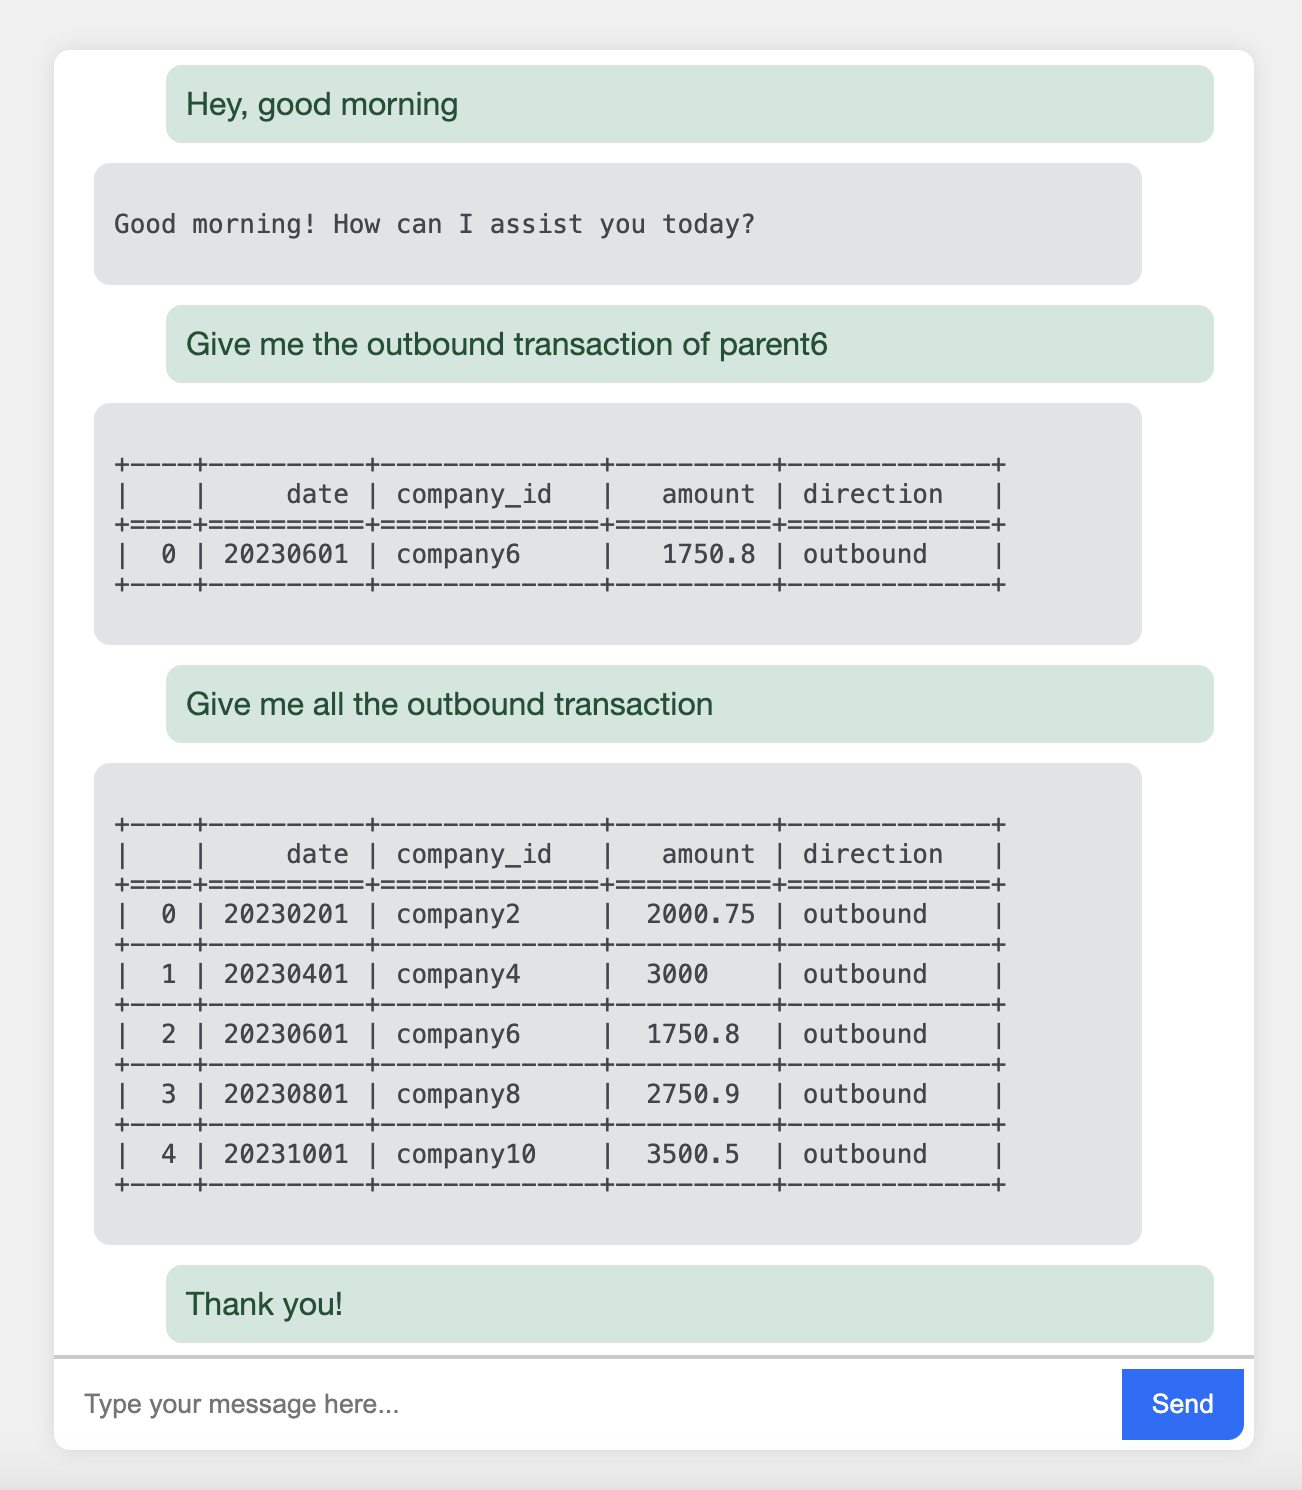 Hey, good morning
Good morning! How can I assist you today?
Give me the outbound transaction of parent6
+----+----------+--------------+----------+-------------+
|    |     date | company_id   |   amount | direction   |
+====+==========+==============+==========+=============+
|  0 | 20230601 | company6     |   1750.8 | outbound    |
+----+----------+--------------+----------+-------------+
Give me all the outbound transaction
+----+----------+--------------+----------+-------------+
|    |     date | company_id   |   amount | direction   |
+====+==========+==============+==========+=============+
|  0 | 20230201 | company2     |  2000.75 | outbound    |
+----+----------+--------------+----------+-------------+
|  1 | 20230401 | company4     |  3000    | outbound    |
+----+----------+--------------+----------+-------------+
|  2 | 20230601 | company6     |  1750.8  | outbound    |
+----+----------+--------------+----------+-------------+
|  3 | 20230801 | company8     |  2750.9  | outbound    |
+----+----------+--------------+----------+-------------+
|  4 | 20231001 | company10    |  3500.5  | outbound    |
+----+----------+--------------+----------+-------------+
Thank you!
Type your message here... Send